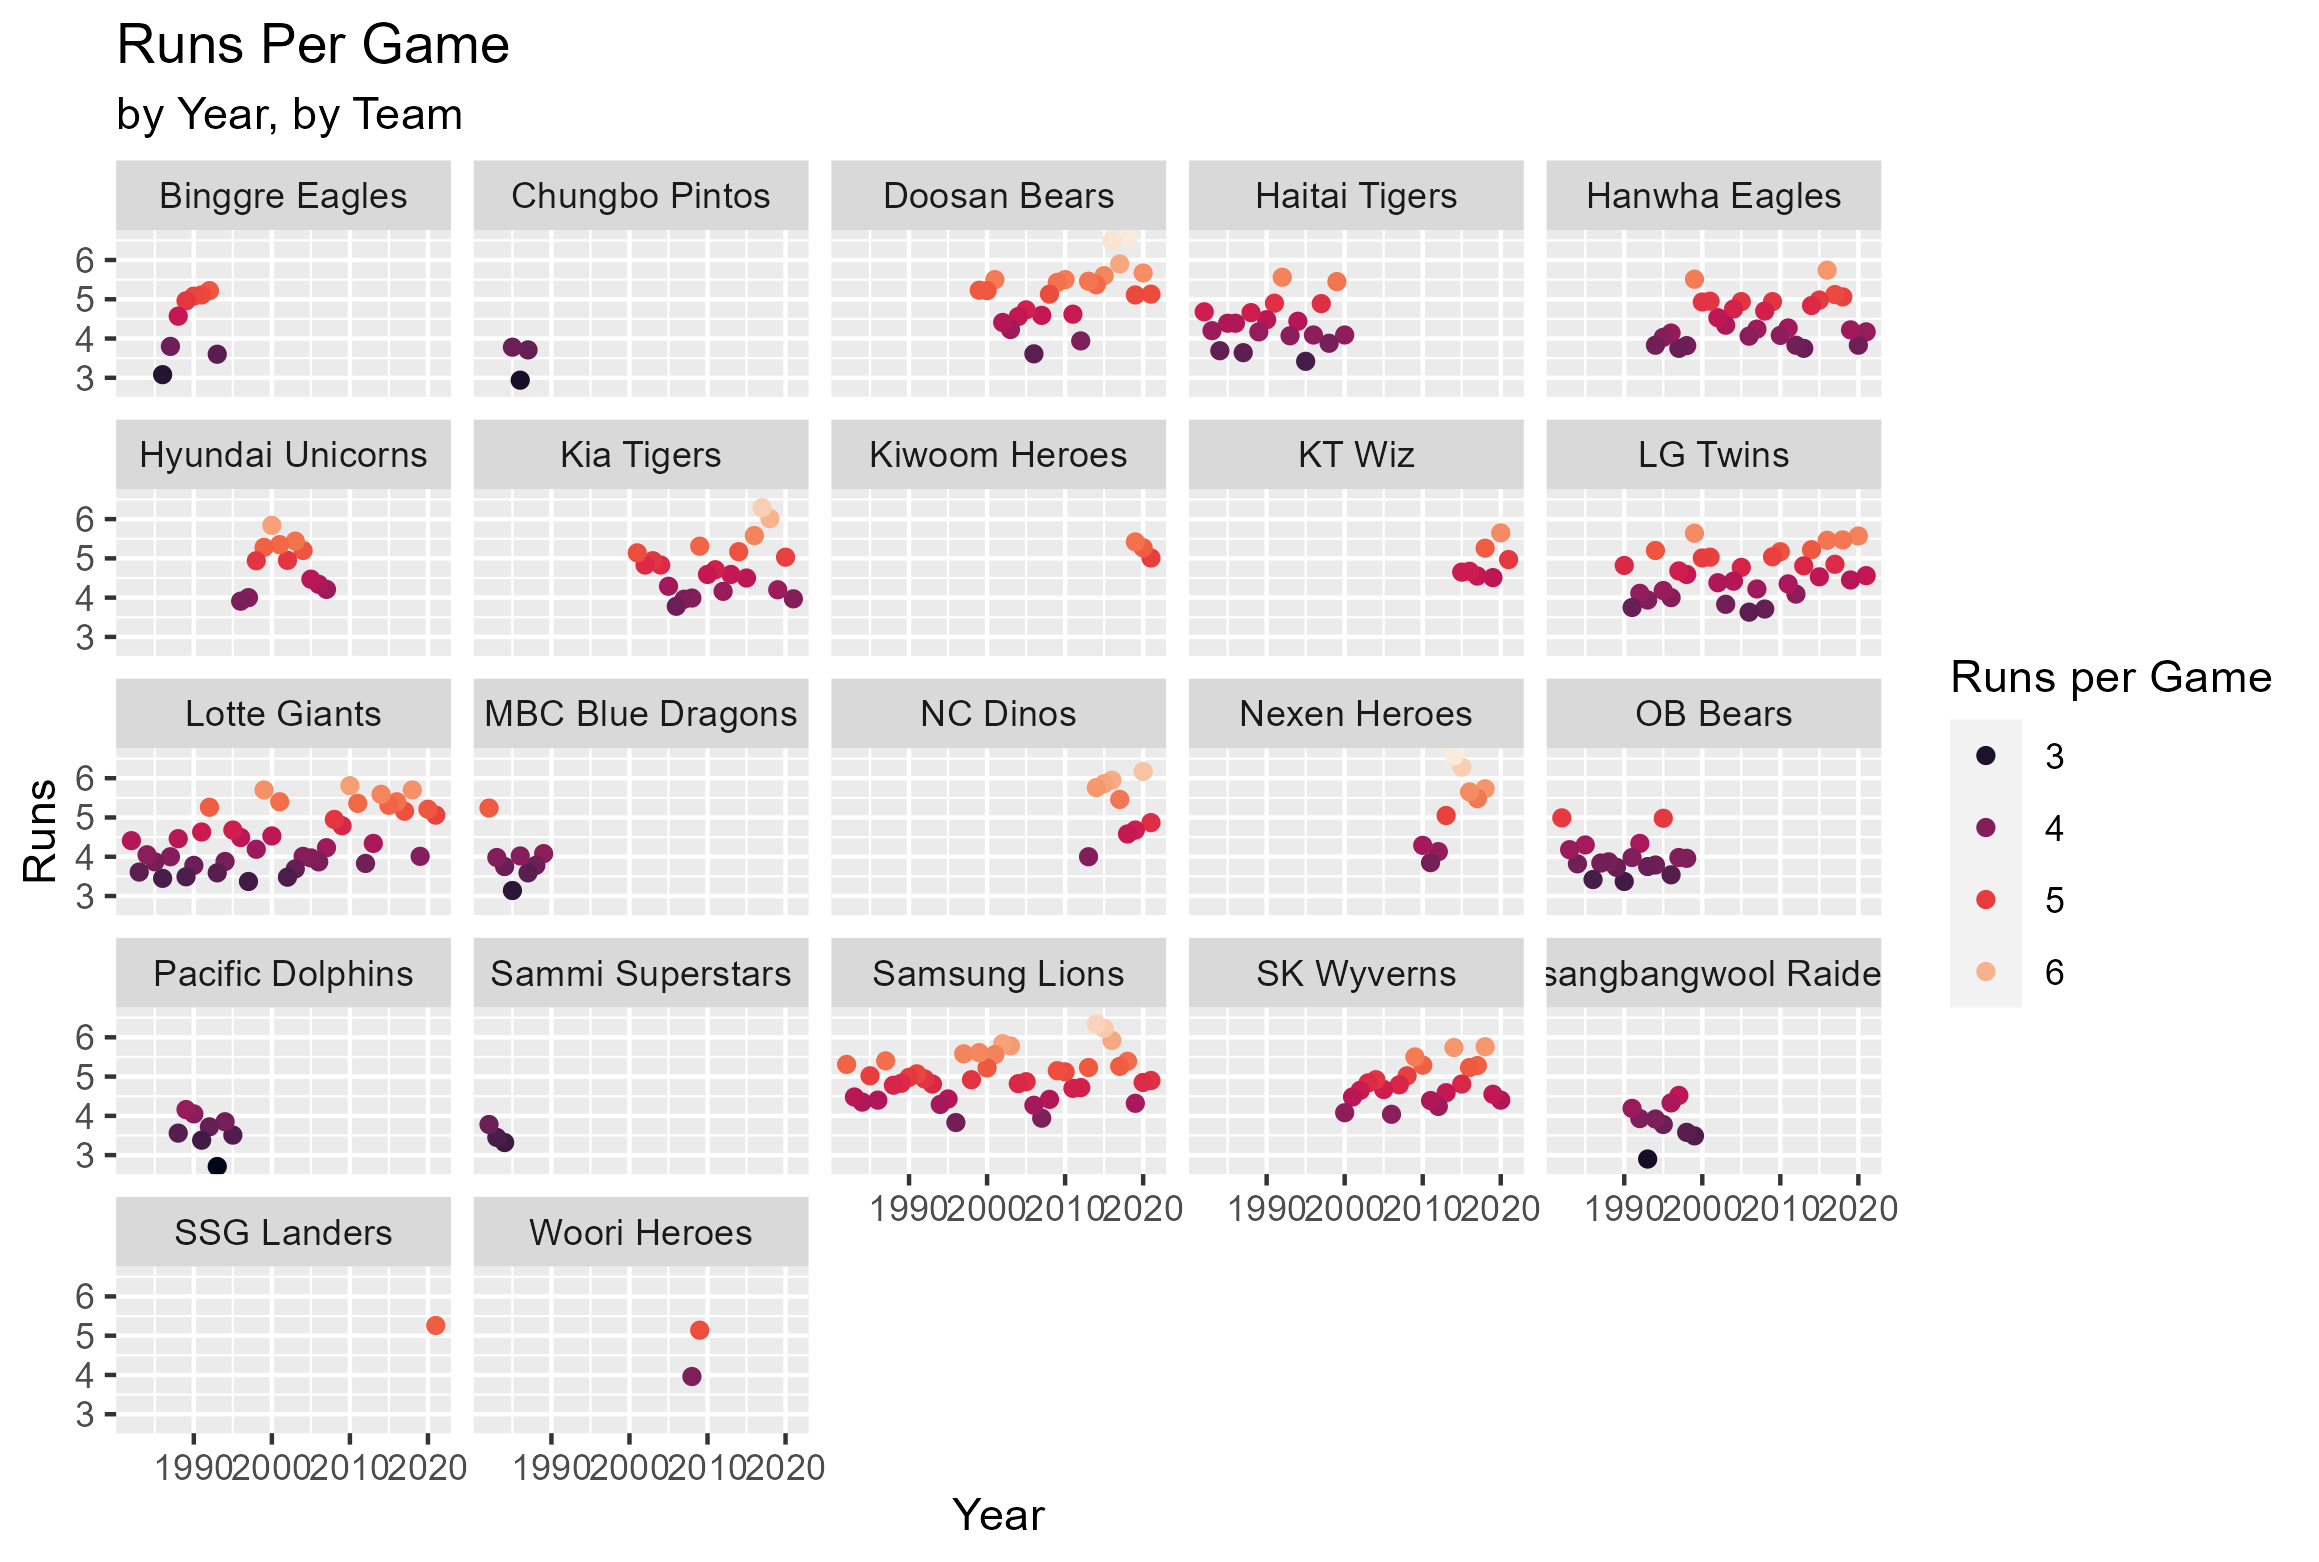 Runs Per Game
by Year, by Team
Binggre Eagles Chungbo Pintos Doosan Bears Haitai Tigers Hanwha Eagles
6
5
4
3
Hyundai Unicorns Kia Tigers Kiwoom Heroes KT Wiz LG Twins
6
5
4
3
Lotte Giants MBC Blue Dragons NC Dinos Nexen Heroes OB Bears
6
5
4
3
Pacific Dolphins Sammi Superstars Samsung Lions SK Wyverns sangbangwool Raide
6
5
4
3
1990 2000 2010 2020 1990 2000 2010 2020 1990 2000 2010 2020
SSG Landers Woori Heroes
6
5
4
3
1990 2000 2010 2020 1990 2000 2010 2020
Year
Runs
Runs per Game
3
4
5
6